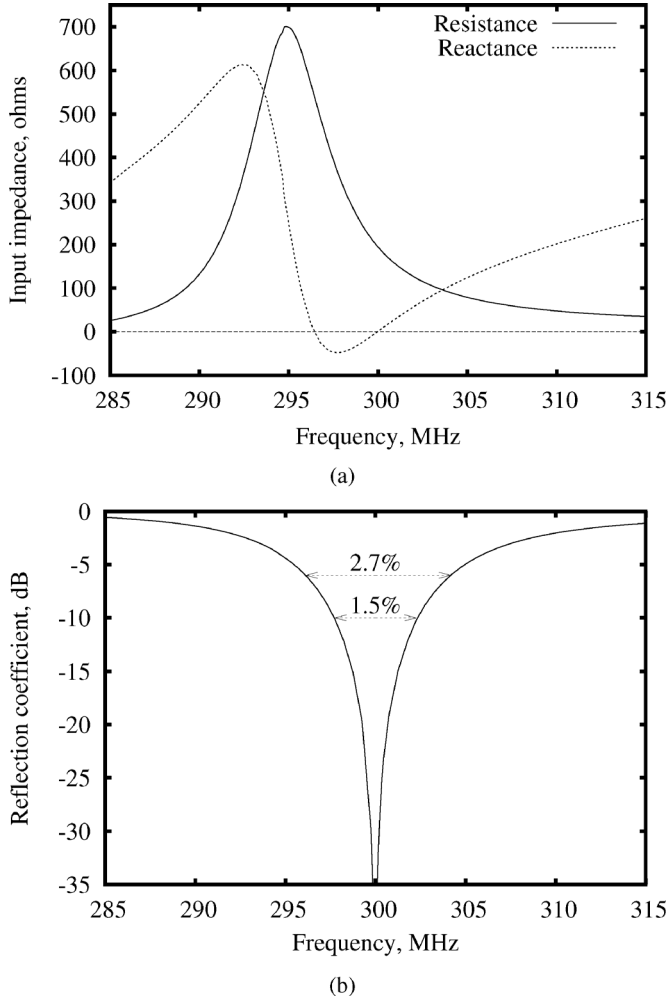 700
600
500
400
300
200
100
0
-100
Input impedance, ohms
Resistance
Reactance
285 290 295 300 305 310 315
Frequency, MHz
(a)
0
-5
-10
-15
-20
-25
-30
-35
Reflection coefficient, dB
2.7%
1.5%
285 290 295 300 305 310 315
Frequency, MHz
(b)